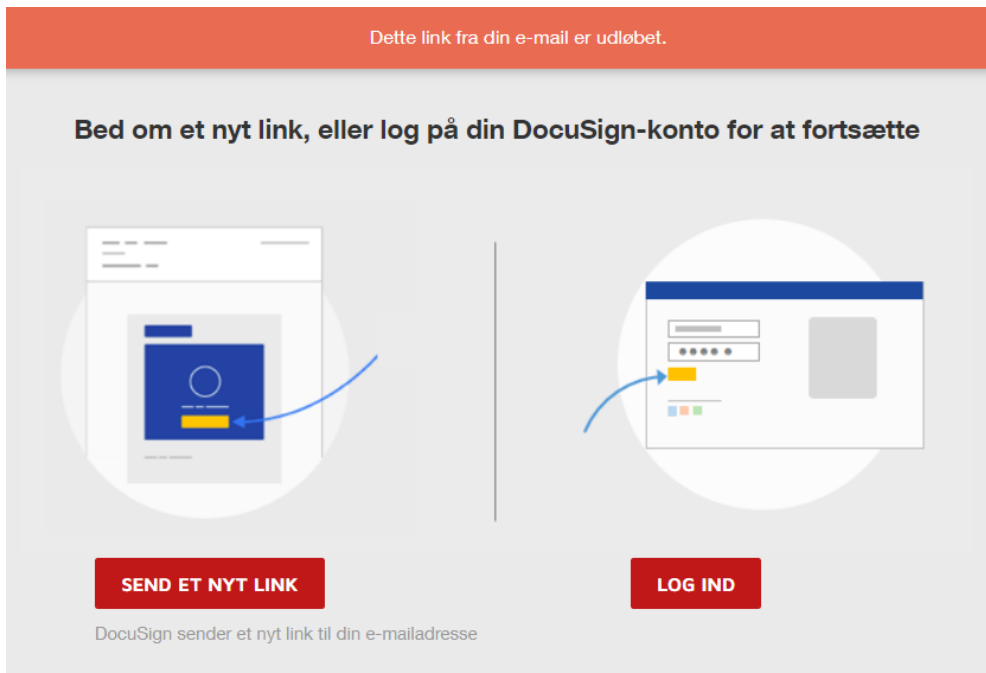 Dette link fra din e-mail er udløbet.
Bed om et nyt link, eller log på din DocuSign-konto for at fortsætte
SEND ET NYT LINK
LOG IND
DocuSign sender et nyt link til din e-mailadresse